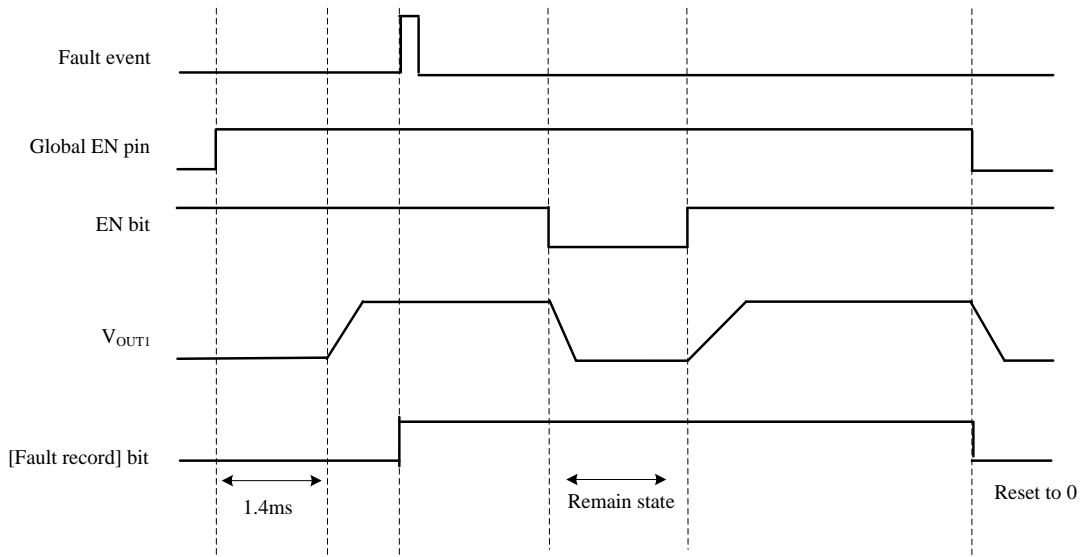 Fault event
Global EN pin
EN bit
VOUT1
[Fault record] bit
1.4ms
Remain state
Reset to 0